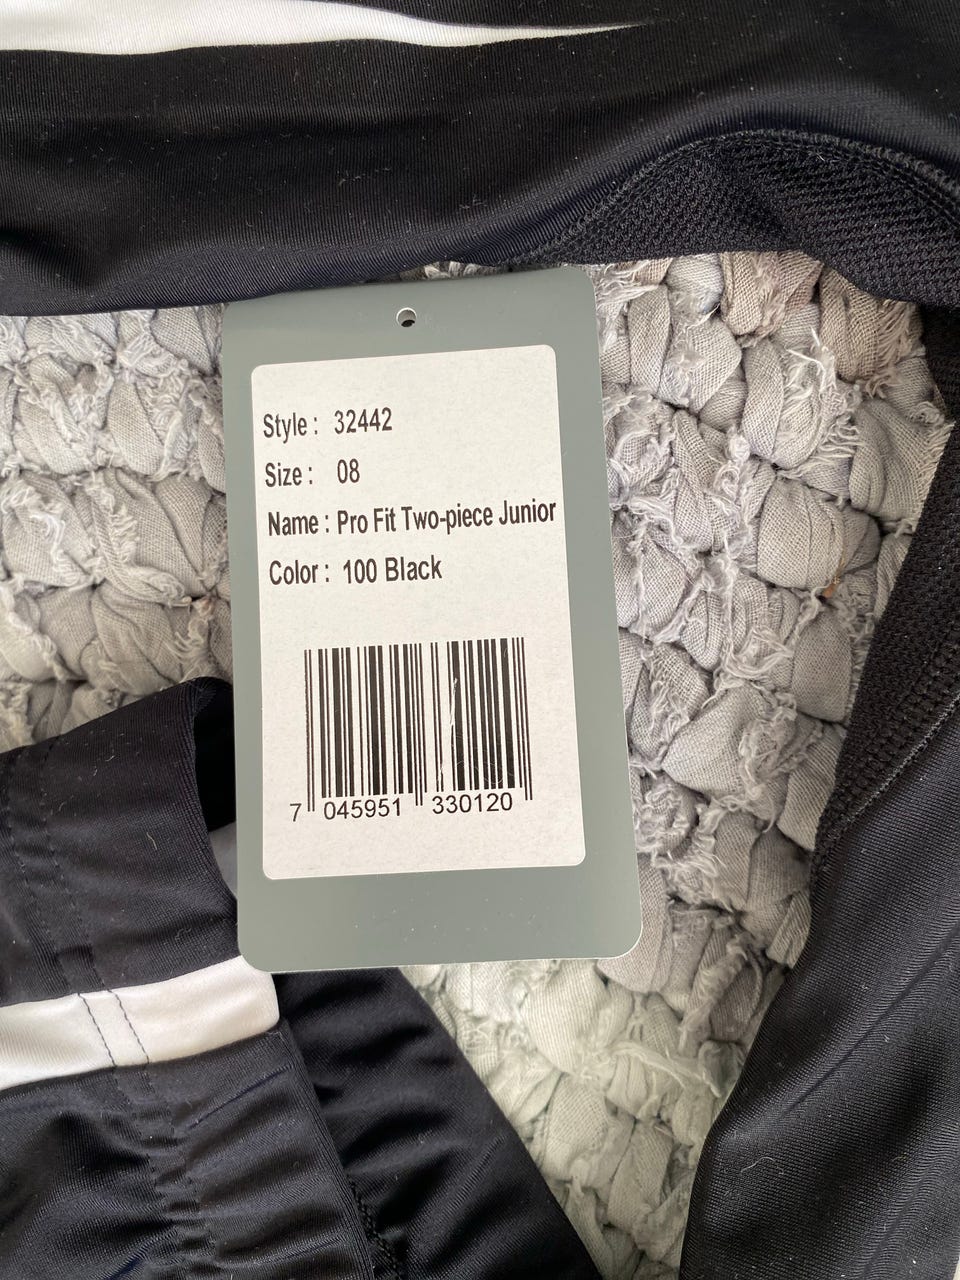 Style : 32442
Size : 08
Name : Pro Fit Two-piece Junior
Color : 100 Black
7 045951 330120